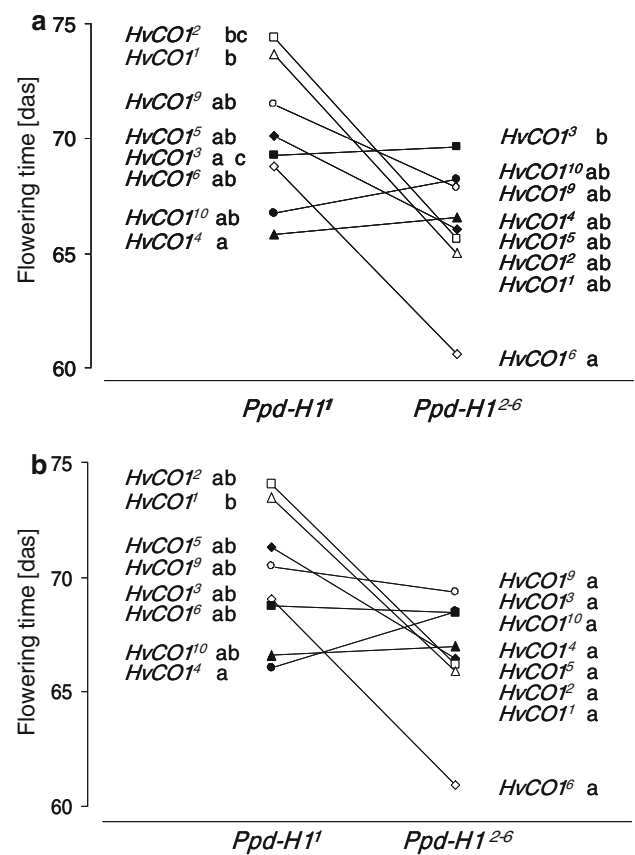 a
75
70
65
60
Flowering time [das]
HvCO1² bc
HvCO1¹ b
HvCO1⁹ ab
HvCO1⁵ ab
HvCO1³ a c
HvCO1⁶ ab
HvCO1¹⁰ ab
HvCO1⁴ a
HvCO1³ b
HvCO1¹⁰ ab
HvCO1⁹ ab
HvCO1⁴ ab
HvCO1⁵ ab
HvCO1² ab
HvCO1¹ ab
HvCO1⁶ a
Ppd-H1¹ Ppd-H1²⁻⁶
b
75
70
65
60
Flowering time [das]
HvCO1² ab
HvCO1¹ b
HvCO1⁵ ab
HvCO1⁹ ab
HvCO1³ ab
HvCO1⁶ ab
HvCO1¹⁰ ab
HvCO1⁴ a
HvCO1⁹ a
HvCO1³ a
HvCO1¹⁰ a
HvCO1⁴ a
HvCO1⁵ a
HvCO1² a
HvCO1¹ a
HvCO1⁶ a
Ppd-H1¹ Ppd-H1²⁻⁶